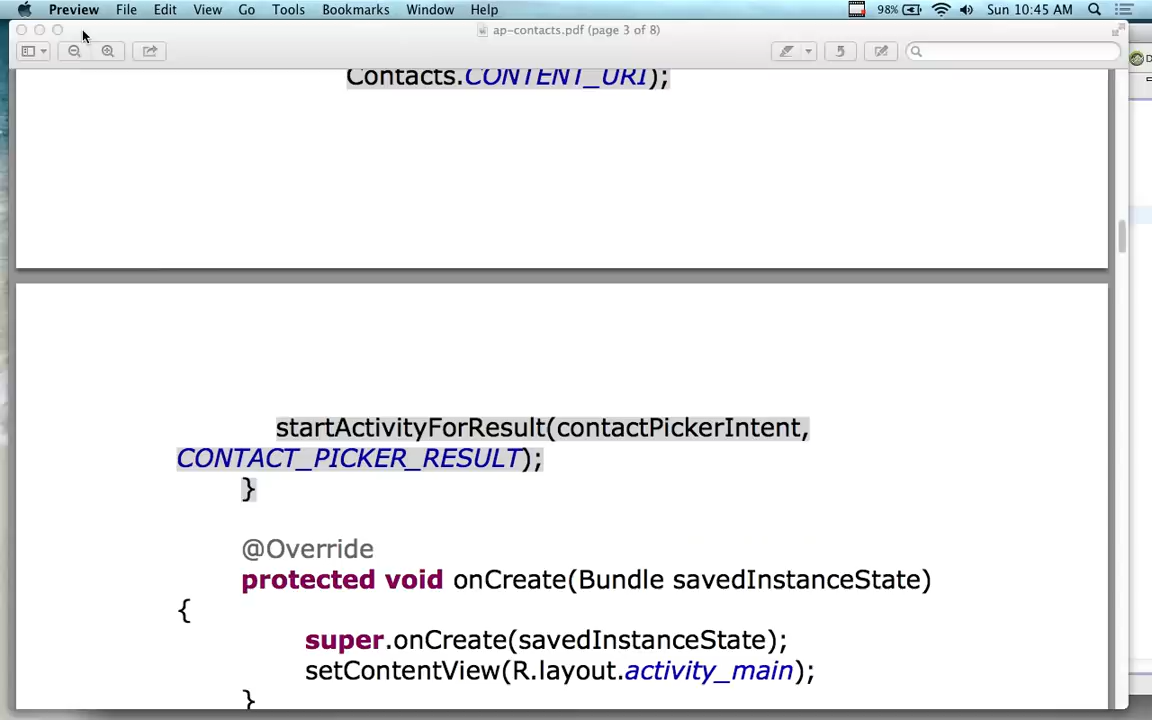 Preview File Edit View Go Tools Bookmarks Window Help 98% Sun 10:45 AM
ap-contacts.pdf (page 3 of 8)
5
Contacts.CONTENT_URI);
startActivityForResult(contactPickerIntent,
CONTACT_PICKER_RESULT);
}
@Override
protected void onCreate(Bundle savedInstanceState)
{
super.onCreate(savedInstanceState);
setContentView(R.layout.activity_main);
}